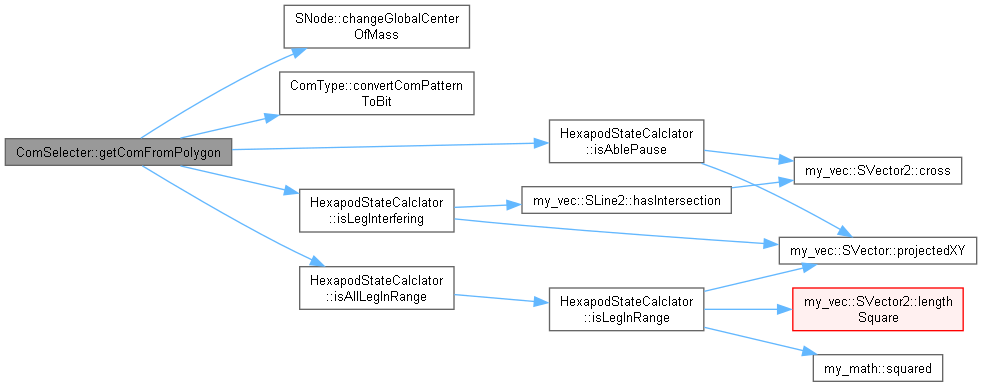 SNode::changeGlobalCenter
OfMass
ComType::convertComPattern
ToBit
ComSelecter::getComFromPolygon
HexapodStateCalclator
::isAblePause
my_vec::SVector2::cross
HexapodStateCalclator
::isLegInterfering
my_vec::SLine2::hasIntersection
my_vec::SVector::projectedXY
HexapodStateCalclator
::isAllLegInRange
HexapodStateCalclator
::isLegInRange
my_vec::SVector2::length
Square
my_math::squared